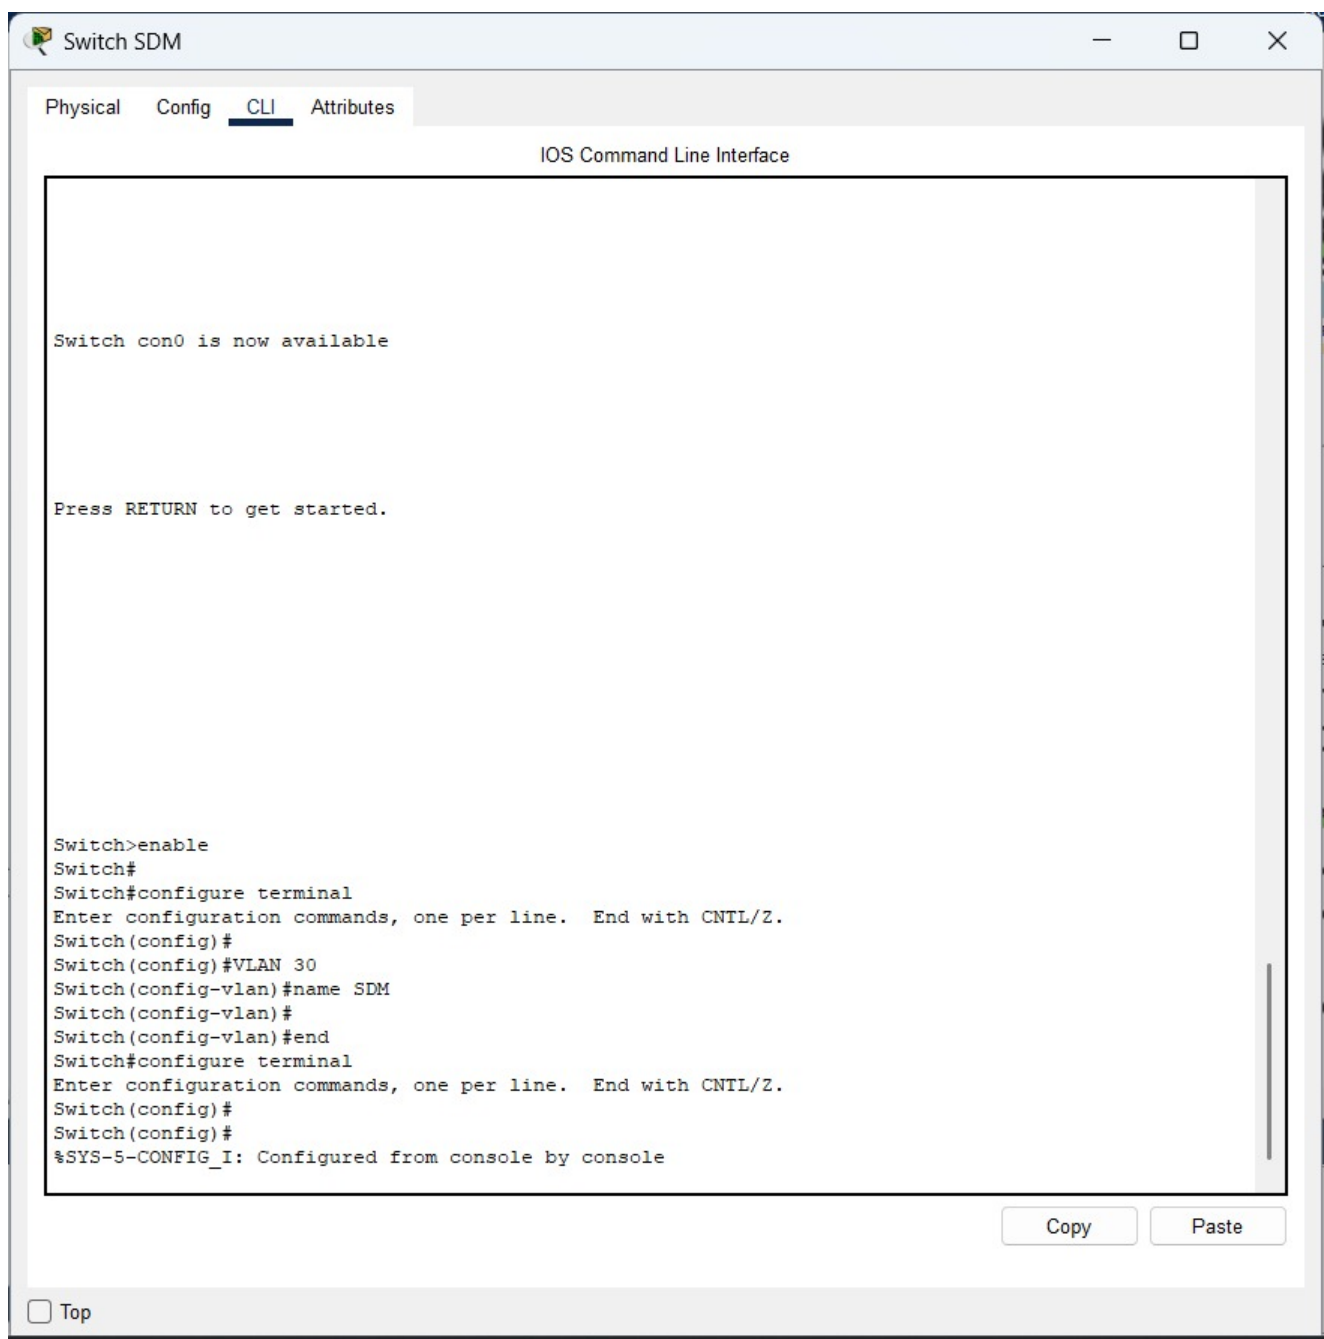 Switch SDM
Physical Config CLI Attributes
IOS Command Line Interface
Switch con0 is now available
Press RETURN to get started.
Switch>enable
Switch#
Switch#configure terminal
Enter configuration commands, one per line.  End with CNTL/Z.
Switch(config)#
Switch(config)#VLAN 30
Switch(config-vlan)#name SDM
Switch(config-vlan)#
Switch(config-vlan)#end
Switch#configure terminal
Enter configuration commands, one per line.  End with CNTL/Z.
Switch(config)#
Switch(config)#
%SYS-5-CONFIG_I: Configured from console by console
Copy Paste
Top